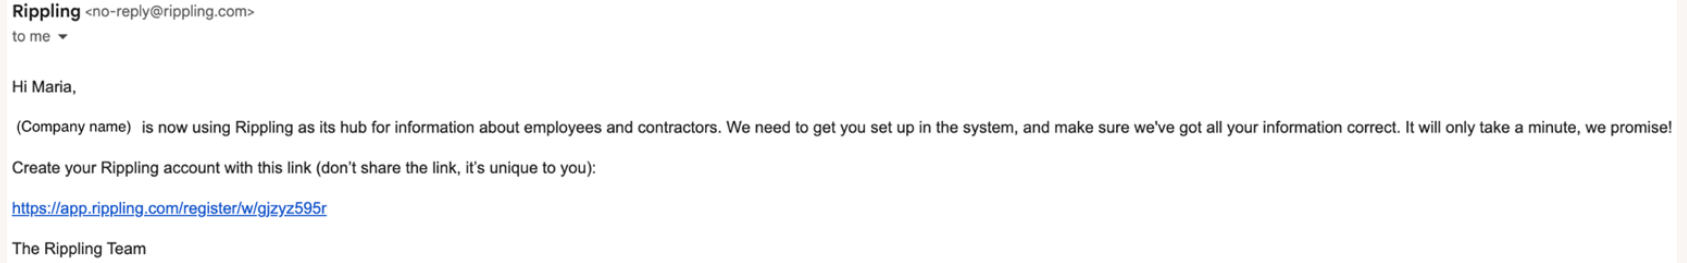 Rippling <no-reply@rippling.com>
to me
Hi Maria,
(Company name) is now using Rippling as its hub for information about employees and contractors. We need to get you set up in the system, and make sure we've got all your information correct. It will only take a minute, we promise!
Create your Rippling account with this link (don't share the link, it's unique to you):
https://app.rippling.com/register/w/gjzyz595r
The Rippling Team